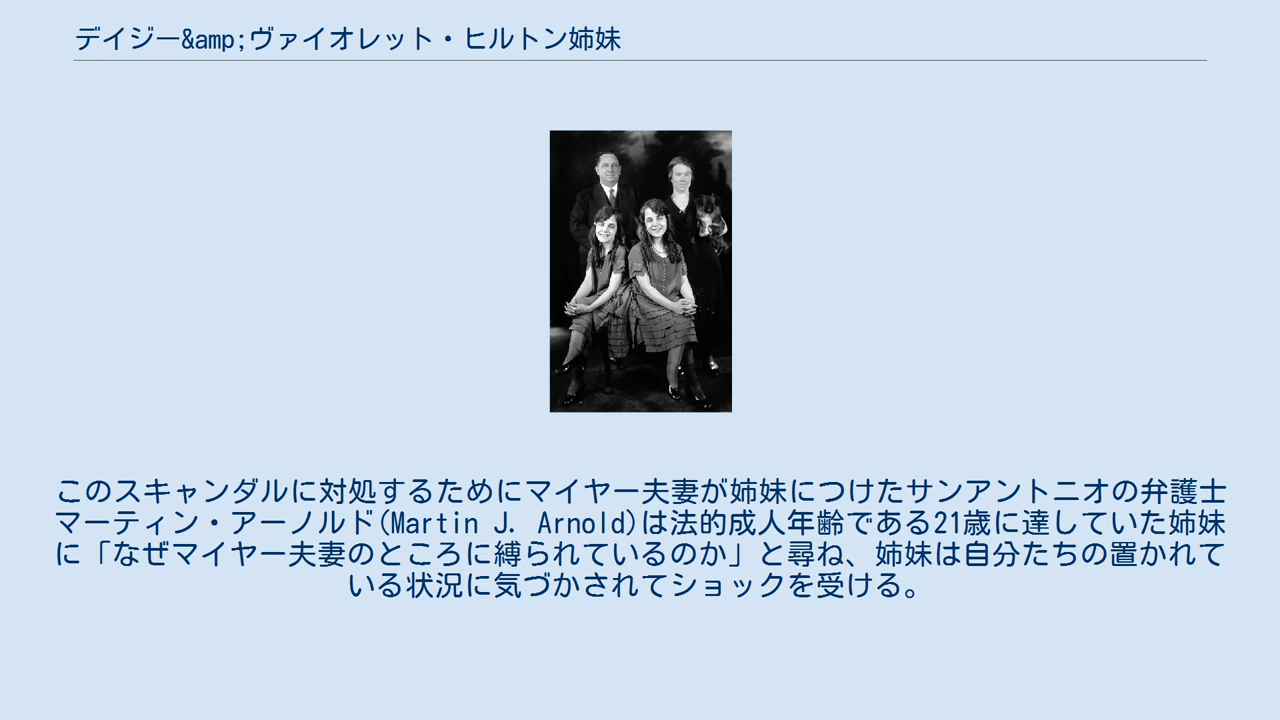 デイジー&amp;ヴァイオレット・ヒルトン姉妹
このスキャンダルに対処するためにマイヤー夫妻が姉妹につけたサンアントニオの弁護士
マーティン・アーノルド(Martin J. Arnold)は法的成人年齢である21歳に達していた姉妹
に「なぜマイヤー夫妻のところに縛られているのか」と尋ね、姉妹は自分たちの置かれて
いる状況に気づかされてショックを受ける。